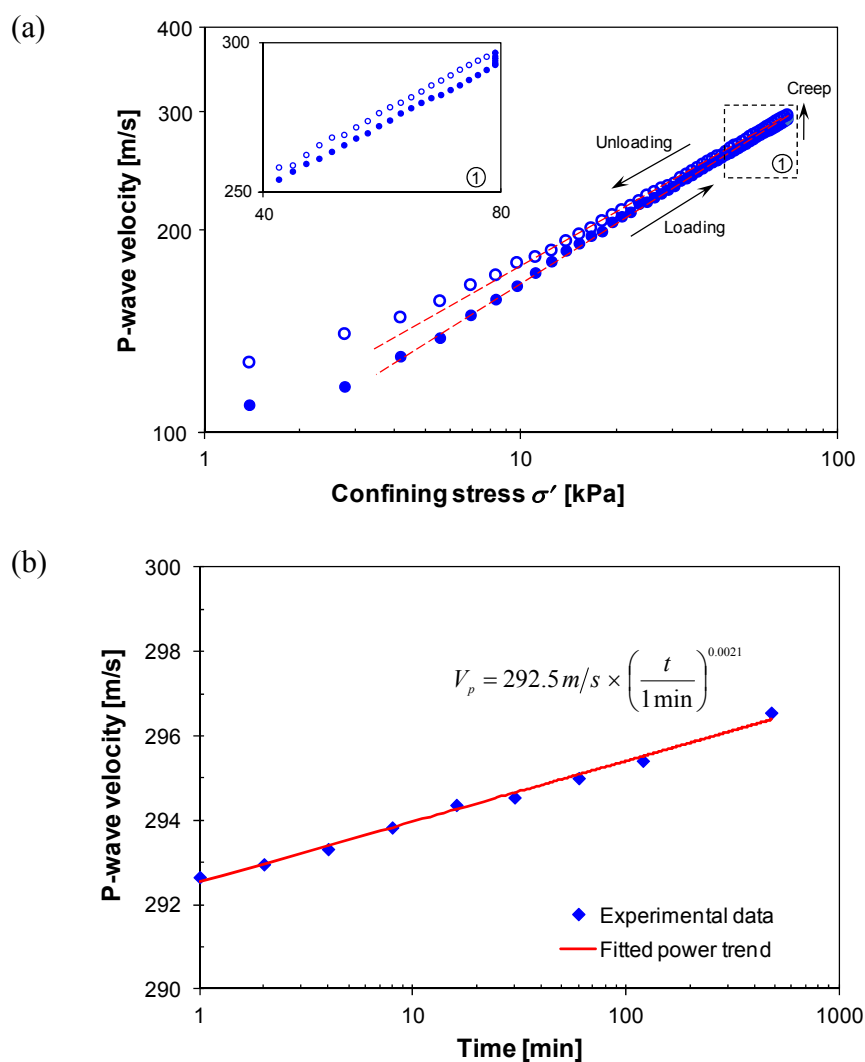 (a)
400
300
200
100
P-wave velocity [m/s]
300
250
40
80
①
Creep
Unloading
①
Loading
1
10
100
Confining stress σ′ [kPa]
(b)
300
298
296
294
292
290
P-wave velocity [m/s]
V_p = 292.5 m/s × (t / 1 min)^0.0021
Experimental data
Fitted power trend
1
10
100
1000
Time [min]